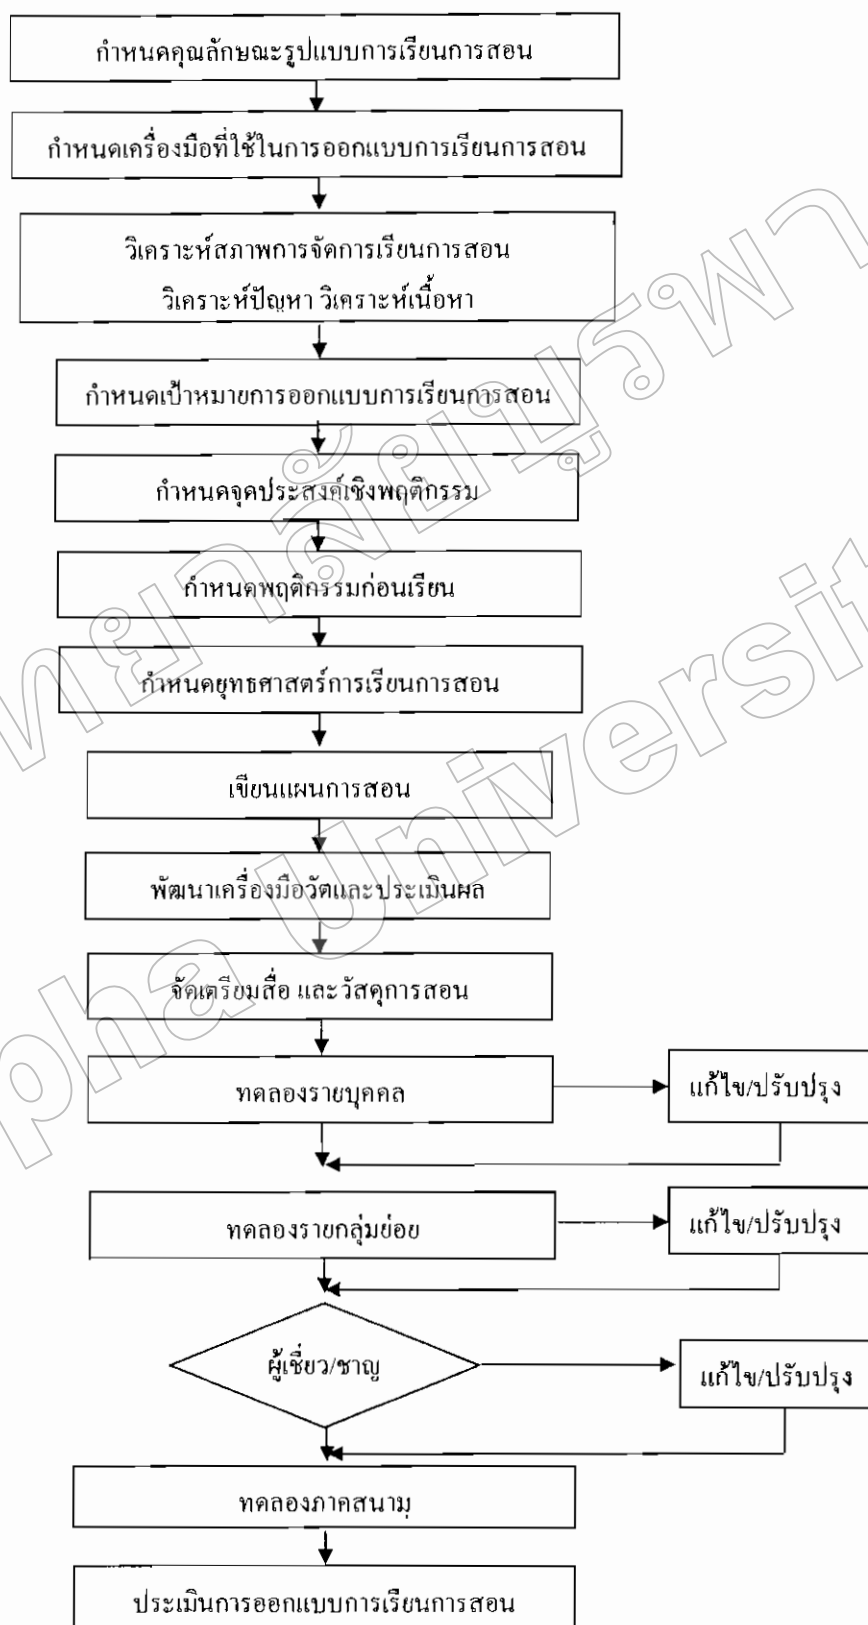 กำหนดคุณลักษณะรูปแบบการเรียนการสอน
กำหนดเครื่องมือที่ใช้ในการออกแบบการเรียนการสอน
วิเคราะห์สภาพการจัดการเรียนการสอน
วิเคราะห์ปัญหา วิเคราะห์เนื้อหา
กำหนดเป้าหมายการออกแบบการเรียนการสอน
กำหนดจุดประสงค์เชิงพฤติกรรม
กำหนดพฤติกรรมก่อนเรียน
กำหนดยุทธศาสตร์การเรียนการสอน
เขียนแผนการสอน
พัฒนาเครื่องมือวัดและประเมินผล
จัดเตรียมสื่อ และวัสดุการสอน
ทดลองรายบุคคล
แก้ไข/ปรับปรุง
ทดลองรายกลุ่มย่อย
แก้ไข/ปรับปรุง
ผู้เชี่ยว/ชาญ
แก้ไข/ปรับปรุง
ทดลองภาคสนาม
ประเมินการออกแบบการเรียนการสอน
ทยาลัยบูรพา
pha Universit